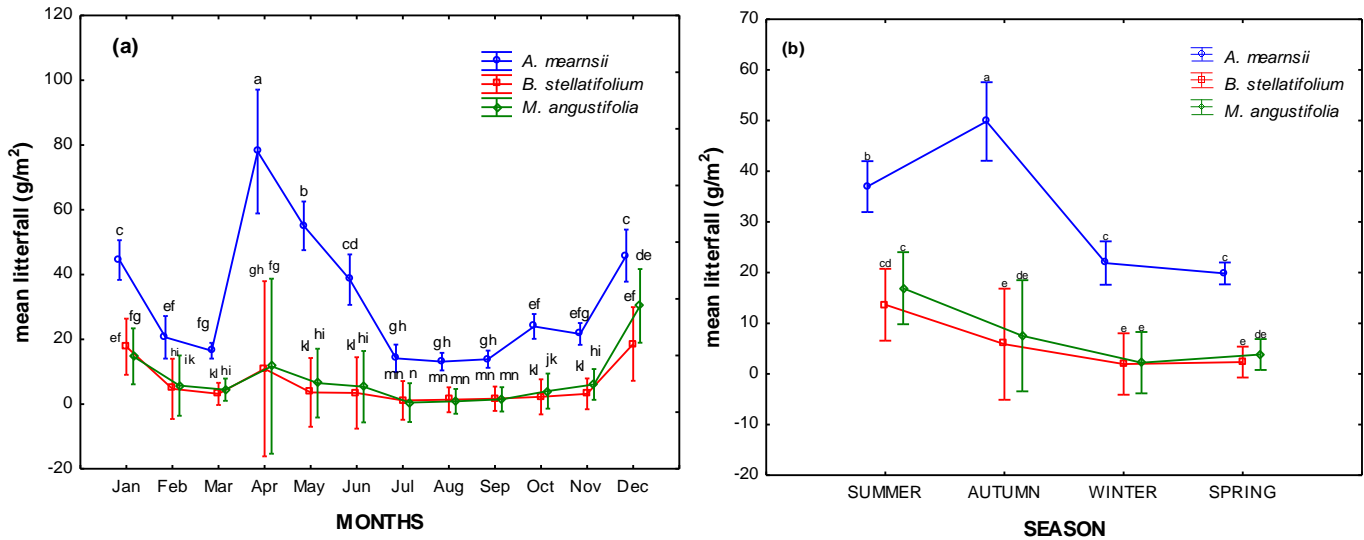 (a)
A. mearnsii
B. stellatifolium
M. angustifolia
mean litterfall (g/m²)
120
100
80
60
40
20
0
-20
c
ef
fg
a
b
cd
gh
gh
gh
ef
efg
c
ef
fg
hi
ik
kl
hi
gh
fg
kl
hi
kl
hi
mn
n
mn
mn
mn
mn
kl
jk
kl
hi
ef
de
Jan Feb Mar Apr May Jun Jul Aug Sep Oct Nov Dec
MONTHS
(b)
A. mearnsii
B. stellatifolium
M. angustifolia
mean litterfall (g/m²)
70
60
50
40
30
20
10
0
-10
-20
b
a
c
c
cd
c
e
de
e
e
e
de
SUMMER AUTUMN WINTER SPRING
SEASON